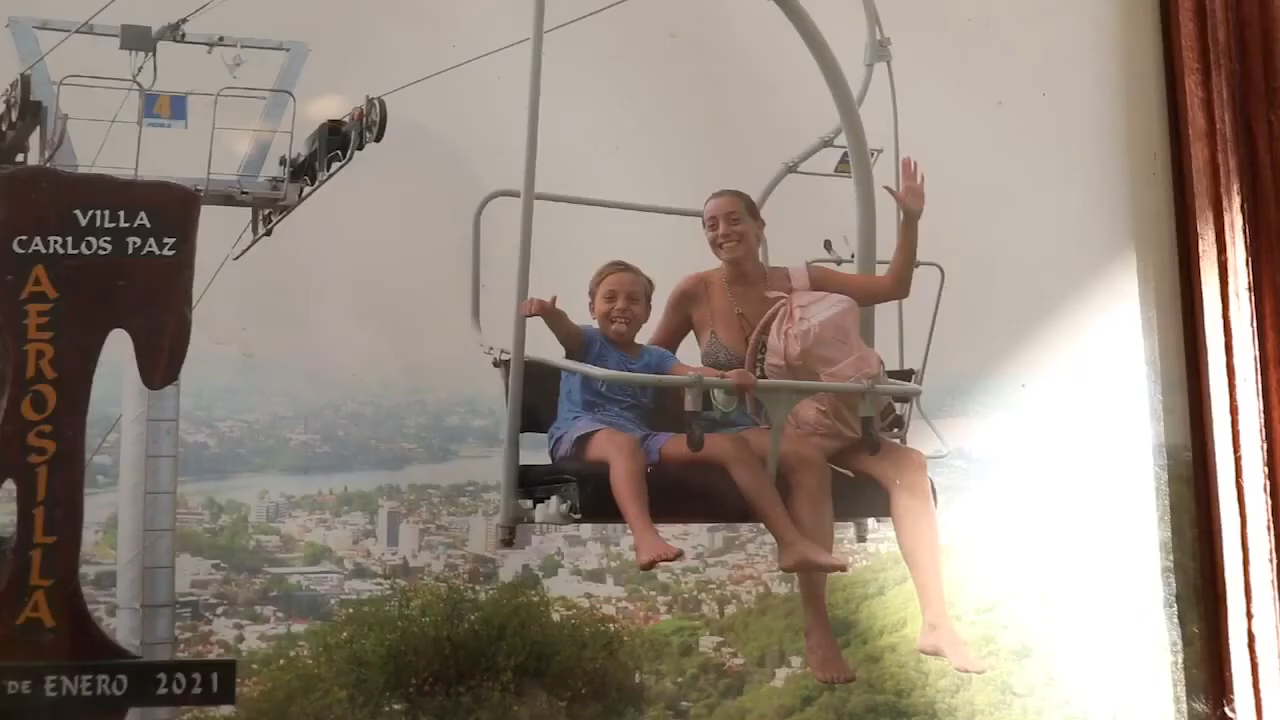 4
VILLA
CARLOS PAZ
AEROSILLA
DE ENERO 2021